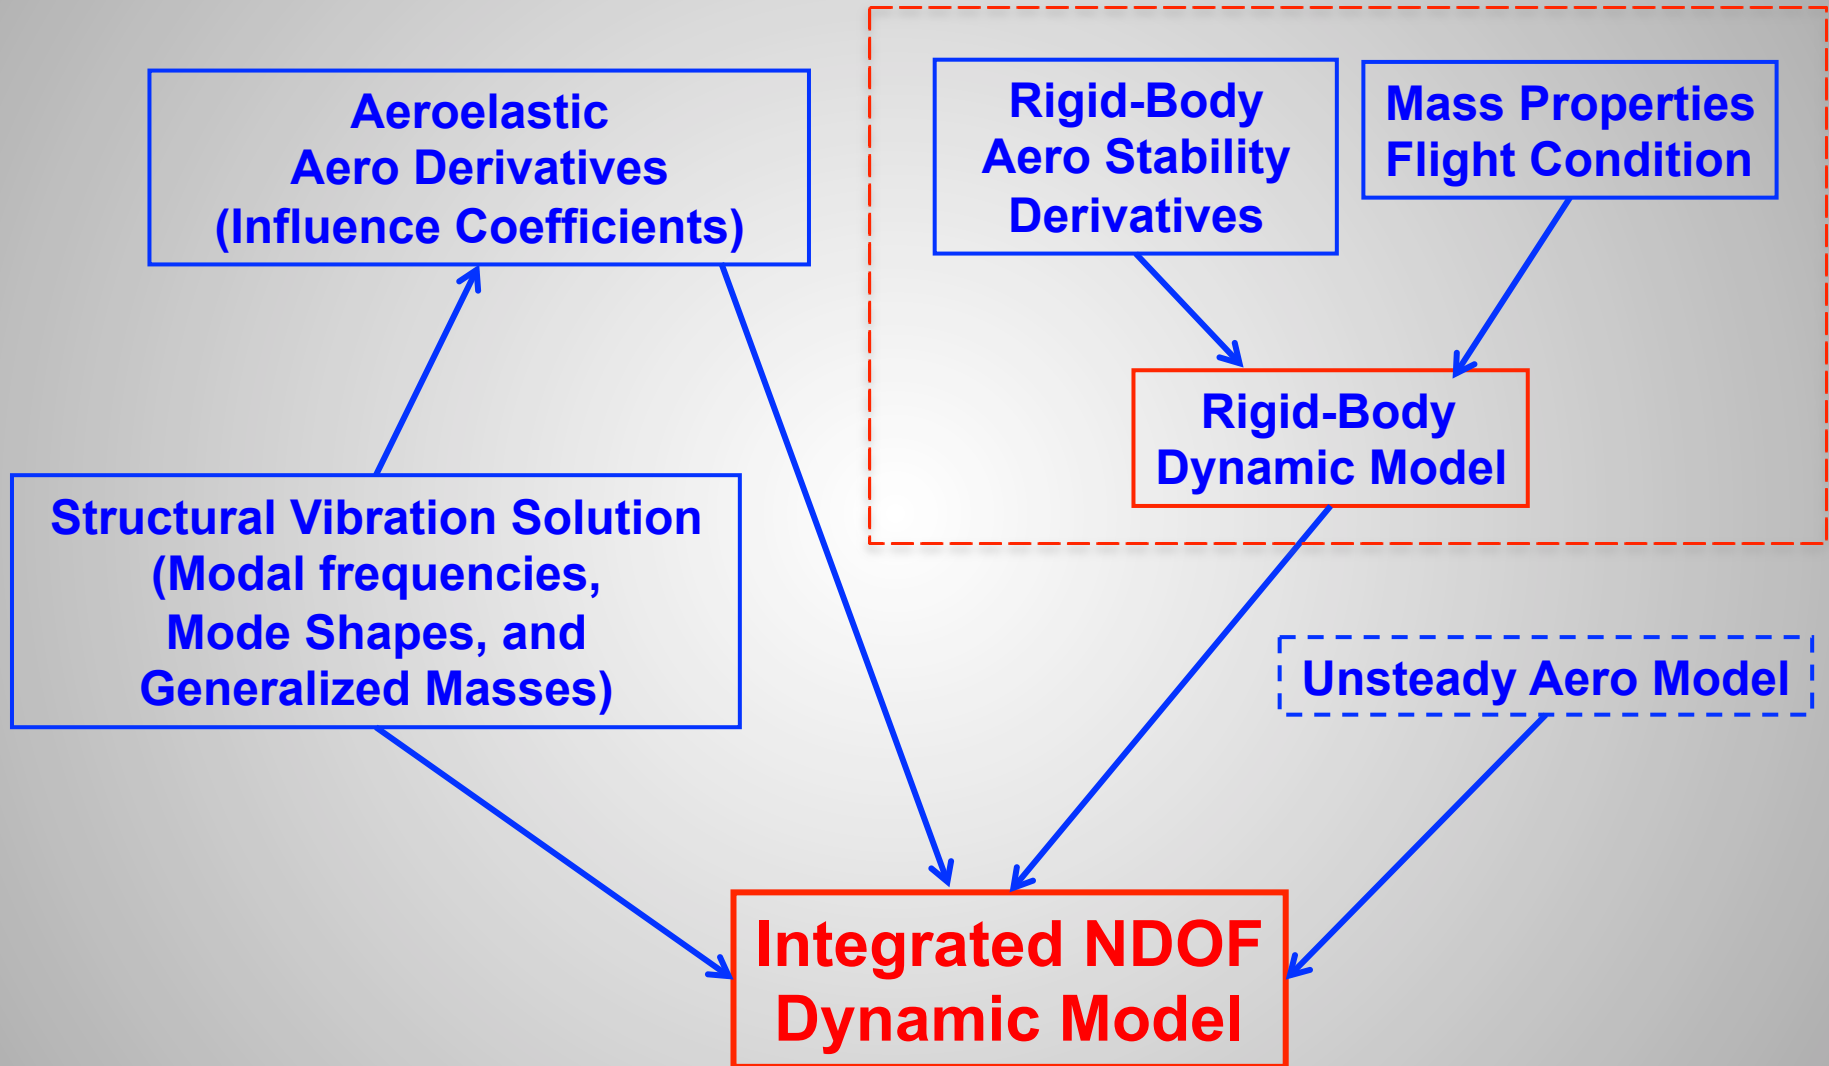 Aeroelastic
Aero Derivatives
(Influence Coefficients)
Rigid-Body
Aero Stability
Derivatives
Mass Properties
Flight Condition
Rigid-Body
Dynamic Model
Structural Vibration Solution
(Modal frequencies,
Mode Shapes, and
Generalized Masses)
Unsteady Aero Model
Integrated NDOF
Dynamic Model